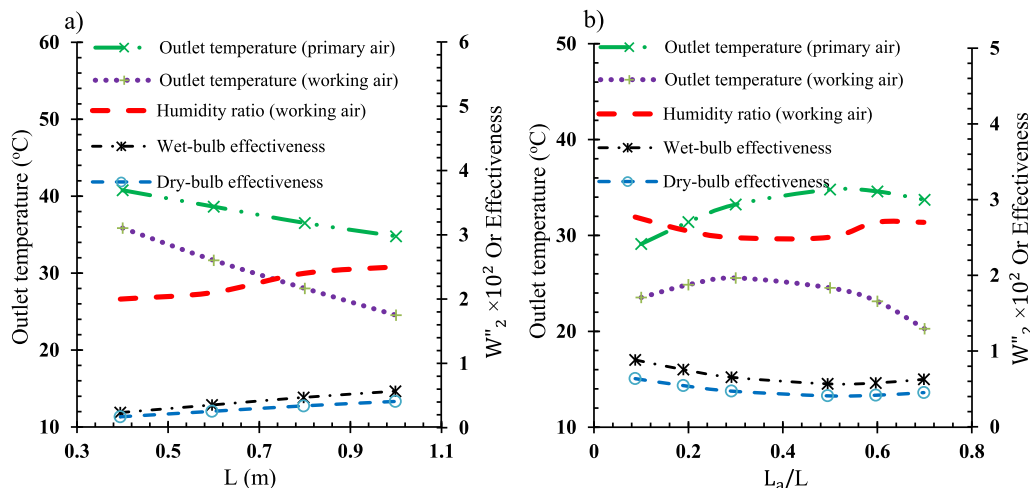 a)
60
50
40
30
20
10
Outlet temperature (°C)
Outlet temperature (primary air)
Outlet temperature (working air)
Humidity ratio (working air)
Wet-bulb effectiveness
Dry-bulb effectiveness
6
5
4
3
2
1
0
W"₂ ×10² Or Effectiveness
0.3 0.5 0.7 0.9 1.1
L (m)
b)
50
40
30
20
10
Outlet temperature (°C)
Outlet temperature (primary air)
Outlet temperature (working air)
Humidity ratio (working air)
Wet-bulb effectiveness
Dry-bulb effectiveness
5
4
3
2
1
0
W"₂ ×10² Or Effectiveness
0 0.2 0.4 0.6 0.8
Lₐ/L